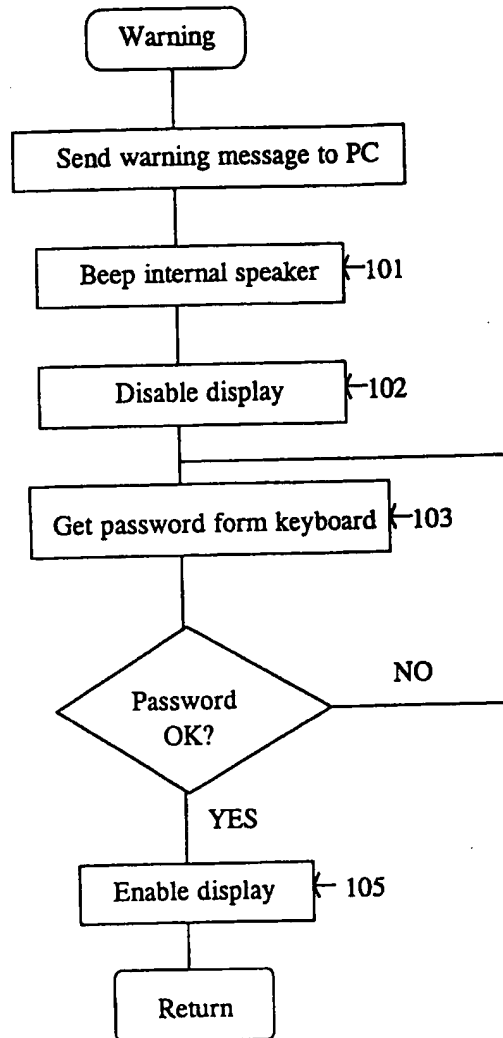 Warning
Send warning message to PC
Beep internal speaker
101
Disable display
102
Get password form keyboard
103
Password
OK?
NO
YES
Enable display
105
Return